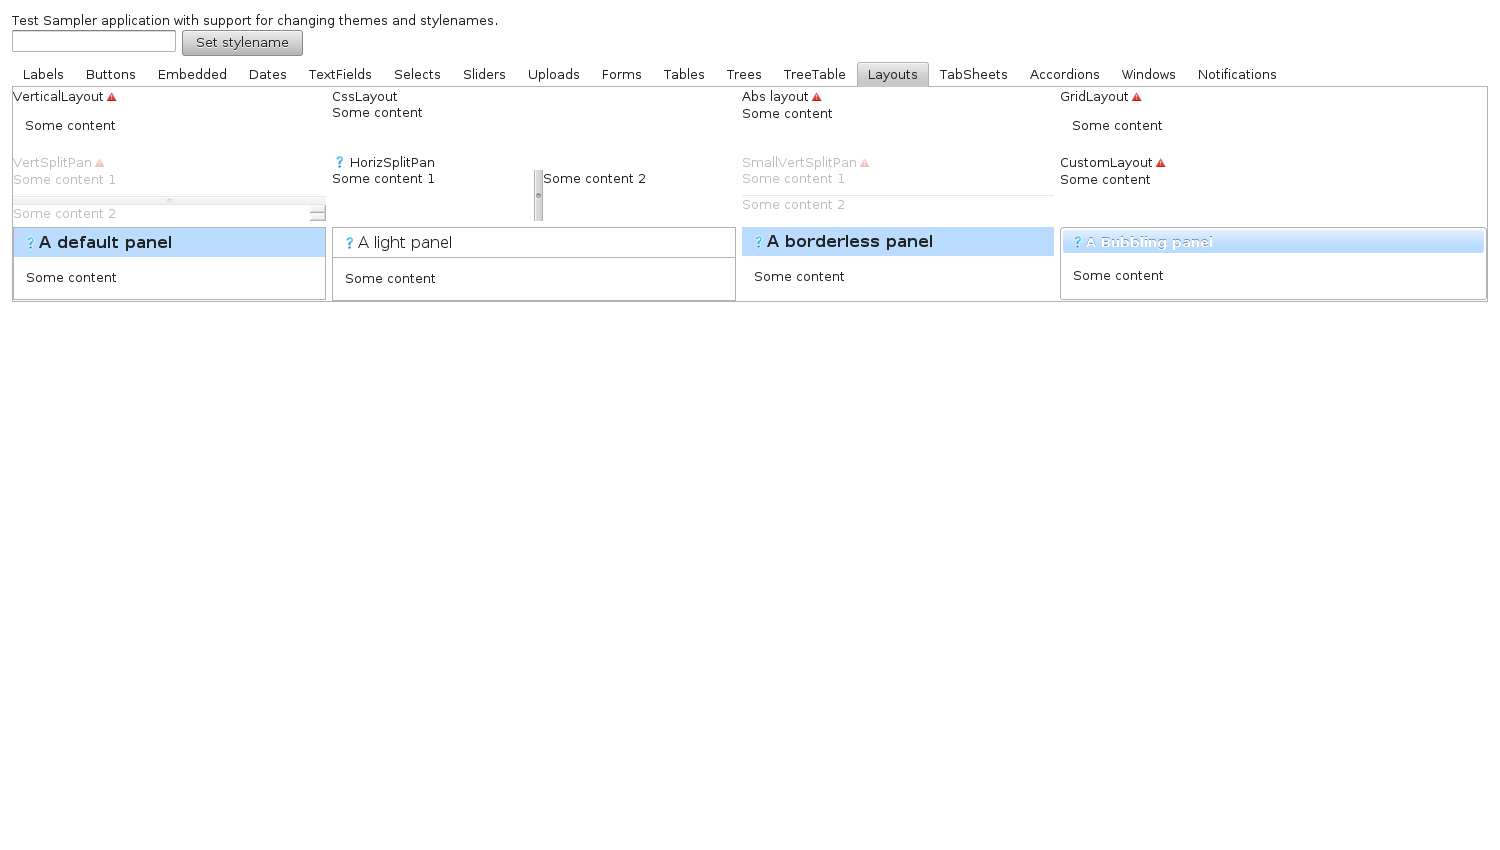 Test Sampler application with support for changing themes and stylenames.
Set stylename
Labels Buttons Embedded Dates TextFields Selects Sliders Uploads Forms Tables Trees TreeTable Layouts TabSheets Accordions Windows Notifications
VerticalLayout CssLayout Abs layout GridLayout
Some content Some content
Some content Some content
VertSplitPan ? HorizSplitPan SmallVertSplitPan CustomLayout
Some content 1 Some content 1 Some content 2 Some content 1 Some content
Some content 2 Some content 2
? A default panel ? A light panel ? A borderless panel ? A Bubbling panel
Some content Some content Some content Some content